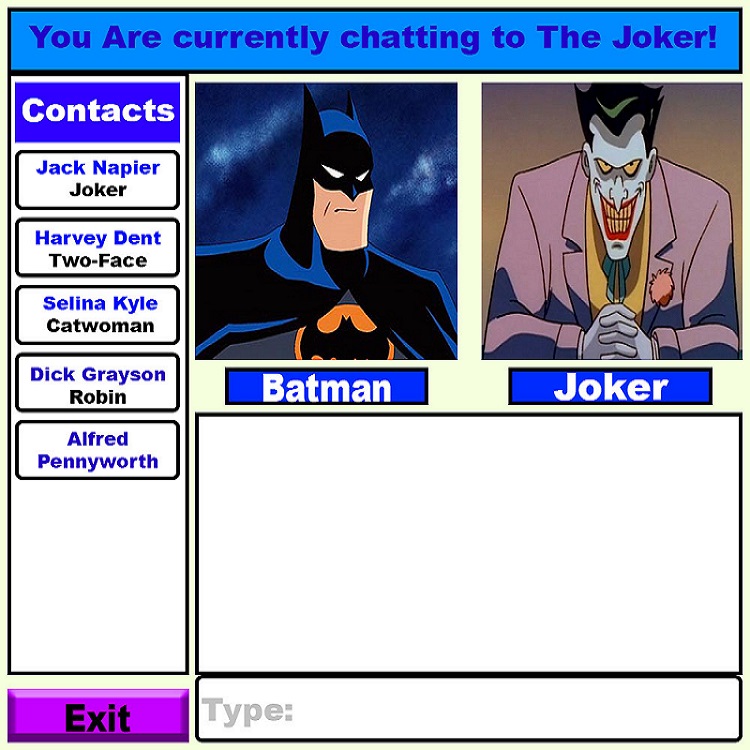 You Are currently chatting to The Joker!
Contacts
Jack Napier
Joker
Harvey Dent
Two-Face
Selina Kyle
Catwoman
Dick Grayson
Robin
Alfred
Pennyworth
Batman
Joker
Exit
Type: